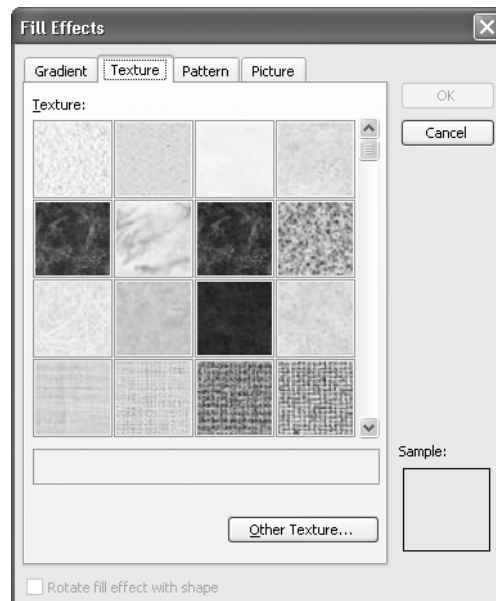 Fill Effects
Gradient Texture Pattern Picture
Texture:
OK
Cancel
Sample:
Other Texture...
Rotate fill effect with shape